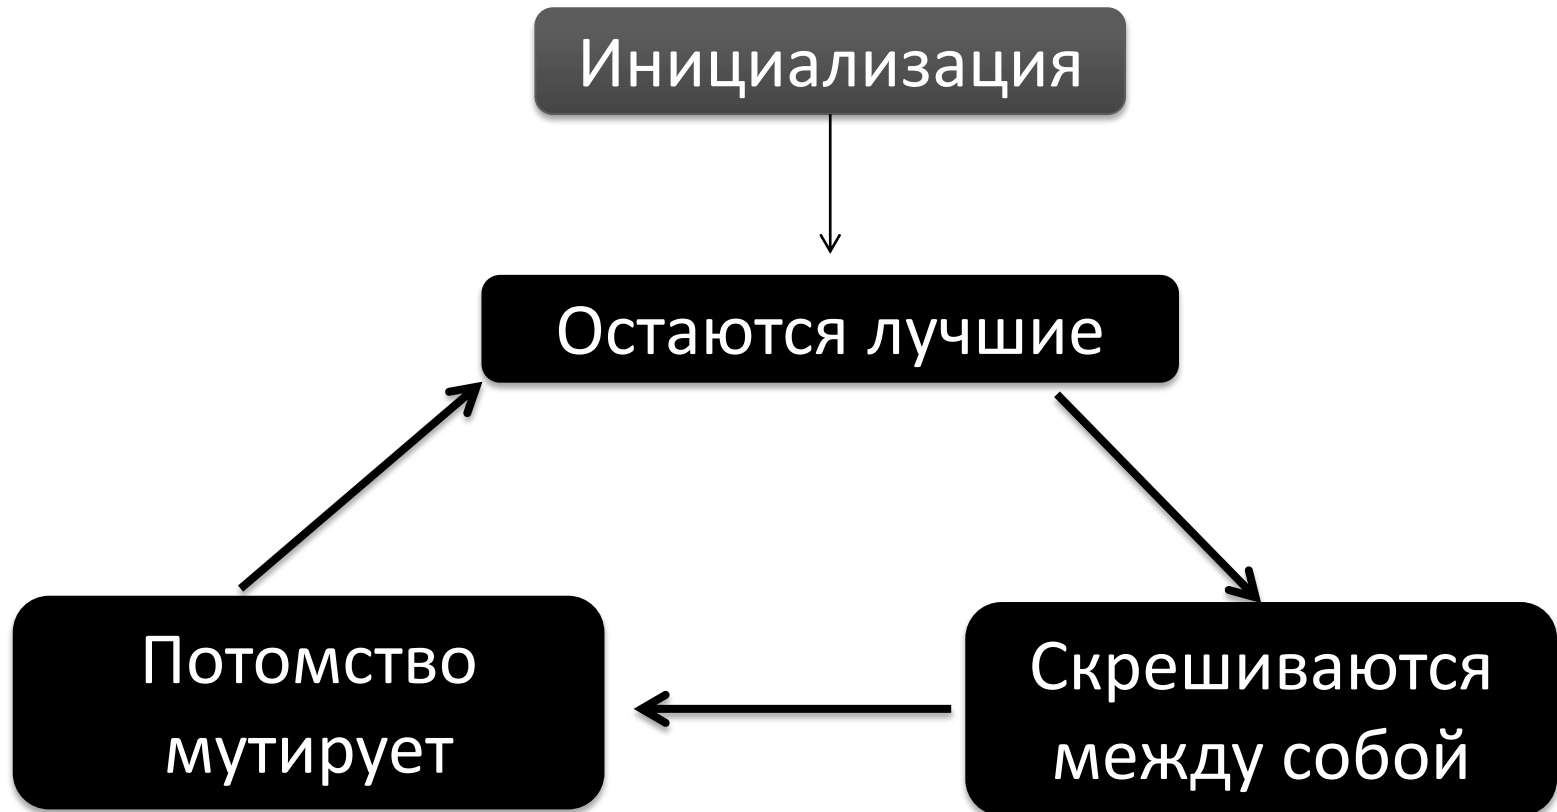 Инициализация
Остаются лучшие
Потомство
мутирует
Скрешиваются
между собой